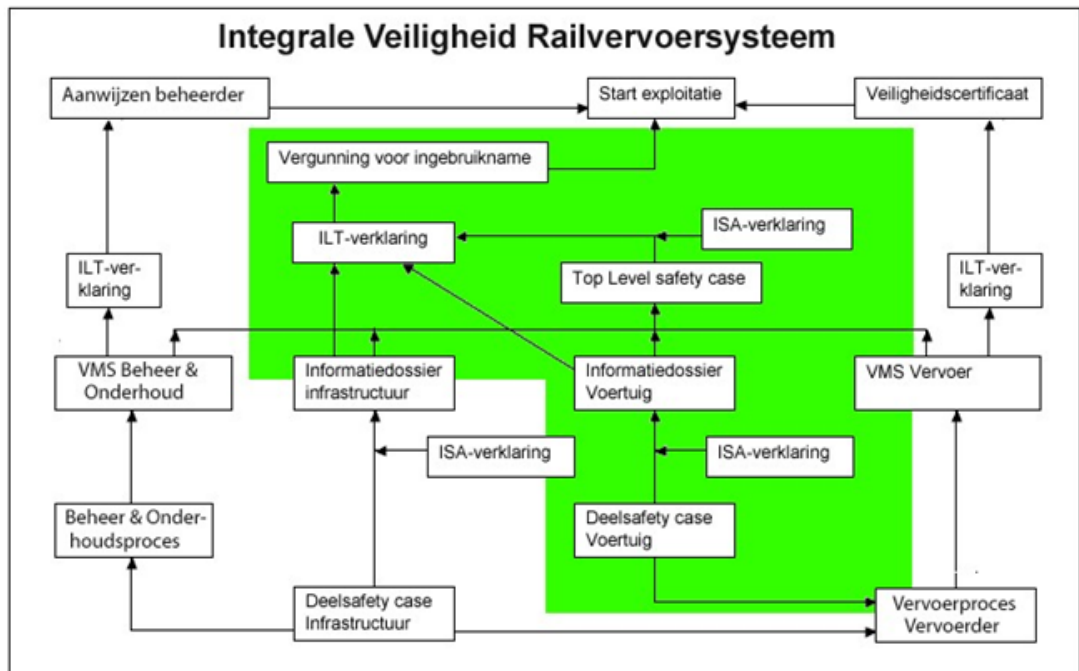 Integrale Veiligheid Railvervoersysteem
Aanwijzen beheerder
Start exploitatie
Veiligheidscertificaat
Vergunning voor ingebruikname
ILT-verklaring
ISA-verklaring
ILT-ver-
klaring
Top Level safety case
ILT-ver-
klaring
VMS Beheer &
Onderhoud
Informatiedossier
infrastructuur
Informatiedossier
Voertuig
VMS Vervoer
ISA-verklaring
ISA-verklaring
Beheer & Onder-
houdsproces
Deelsafety case
Voertuig
Deelsafety case
Infrastructuur
Vervoerproces
Vervoerder